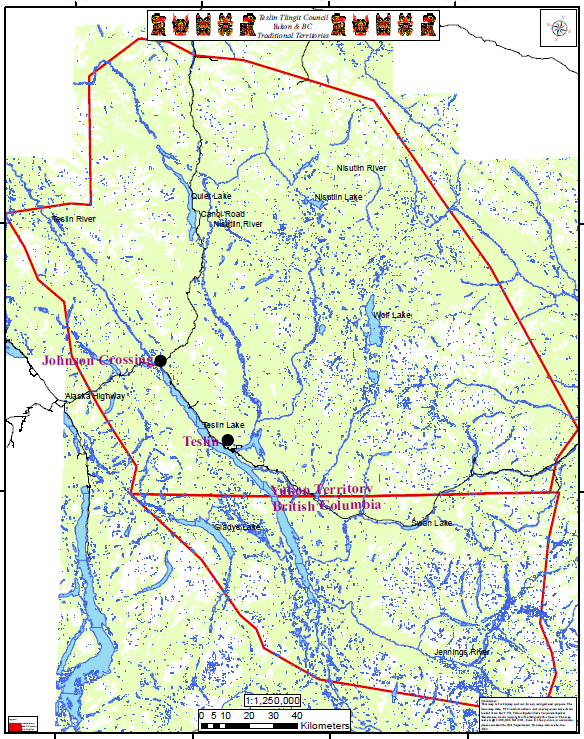 Teslin Tlingit Council
Yukon & BC
Traditional Territories
Nisutlin River
Quiet Lake
Nisutlin Lake
Canol Road
Teslin River
Nisutlin River
Wolf Lake
Johnson Crossing
Alaska Highway
Teslin Lake
Teslin
Yukon Territory
British Columbia
Gladys Lake
Swan Lake
Jennings River
1:1,250,000
0 5 10 20 30 40
Kilometers